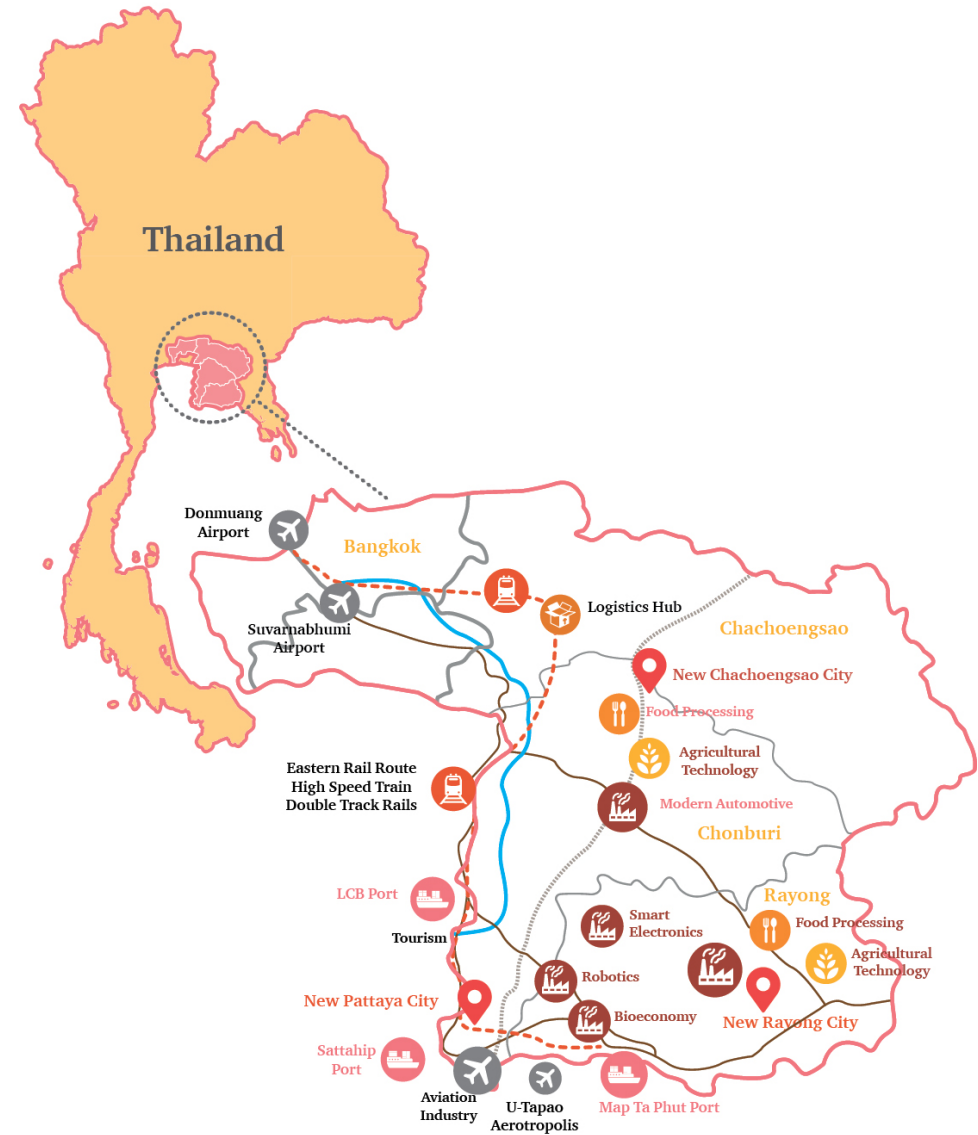 Thailand
Donmuang
Airport
Bangkok
Suvarnabhumi
Airport
Logistics Hub
Chachoengsao
New Chachoengsao City
Food Processing
Agricultural
Technology
Eastern Rail Route
High Speed Train
Double Track Rails
Modern Automotive
Chonburi
LCB Port
Rayong
Smart
Electronics
Food Processing
Tourism
Agricultural
Technology
Robotics
New Pattaya City
Bioeconomy
New Rayong City
Sattahip
Port
Aviation
Industry
U-Tapao
Aerotropolis
Map Ta Phut Port